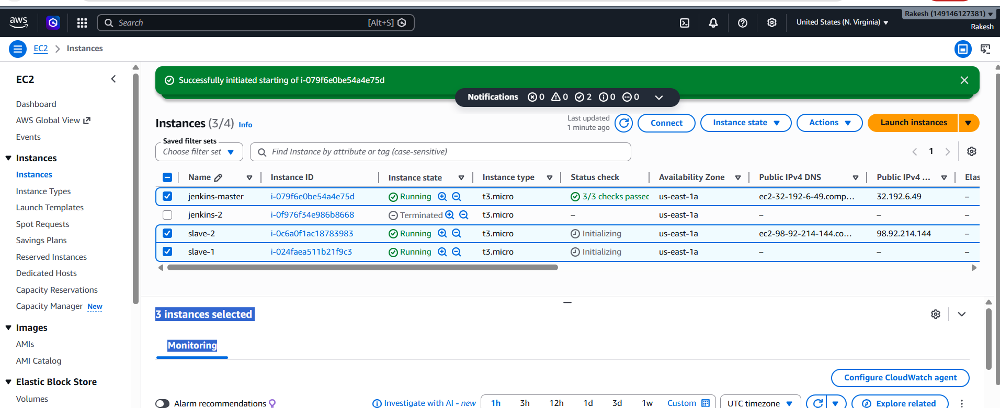 aws
Search
[Alt+S]
United States (N. Virginia)
Rakesh (149146127381)
Rakesh
EC2
Instances
EC2
Dashboard
AWS Global View
Events
Instances
Instances
Instance Types
Launch Templates
Spot Requests
Savings Plans
Reserved Instances
Dedicated Hosts
Capacity Reservations
Capacity Manager New
Images
AMIs
AMI Catalog
Elastic Block Store
Volumes
Successfully initiated starting of i-079f6e0be54a4e75d
Notifications 0 0 2 0 0
Instances (3/4) Info
Last updated
1 minute ago
Connect
Instance state
Actions
Launch instances
Saved filter sets
Choose filter set
Find Instance by attribute or tag (case-sensitive)
1
Name Instance ID Instance state Instance type Status check Availability Zone Public IPv4 DNS Public IPv4 ... Elas
jenkins-master i-079f6e0be54a4e75d Running t3.micro 3/3 checks passec us-east-1a ec2-32-192-6-49.comp... 32.192.6.49 –
jenkins-2 i-0f976f34e986b8668 Terminated t3.micro – us-east-1a – – –
slave-2 i-0c6a0f1ac18783983 Running t3.micro Initializing us-east-1a ec2-98-92-214-144.co... 98.92.214.144 –
slave-1 i-024faea511b21f9c3 Running t3.micro Initializing us-east-1a – – –
3 instances selected
Monitoring
Configure CloudWatch agent
Alarm recommendations
Investigate with AI - new
1h 3h 12h 1d 3d 1w Custom
UTC timezone
Explore related